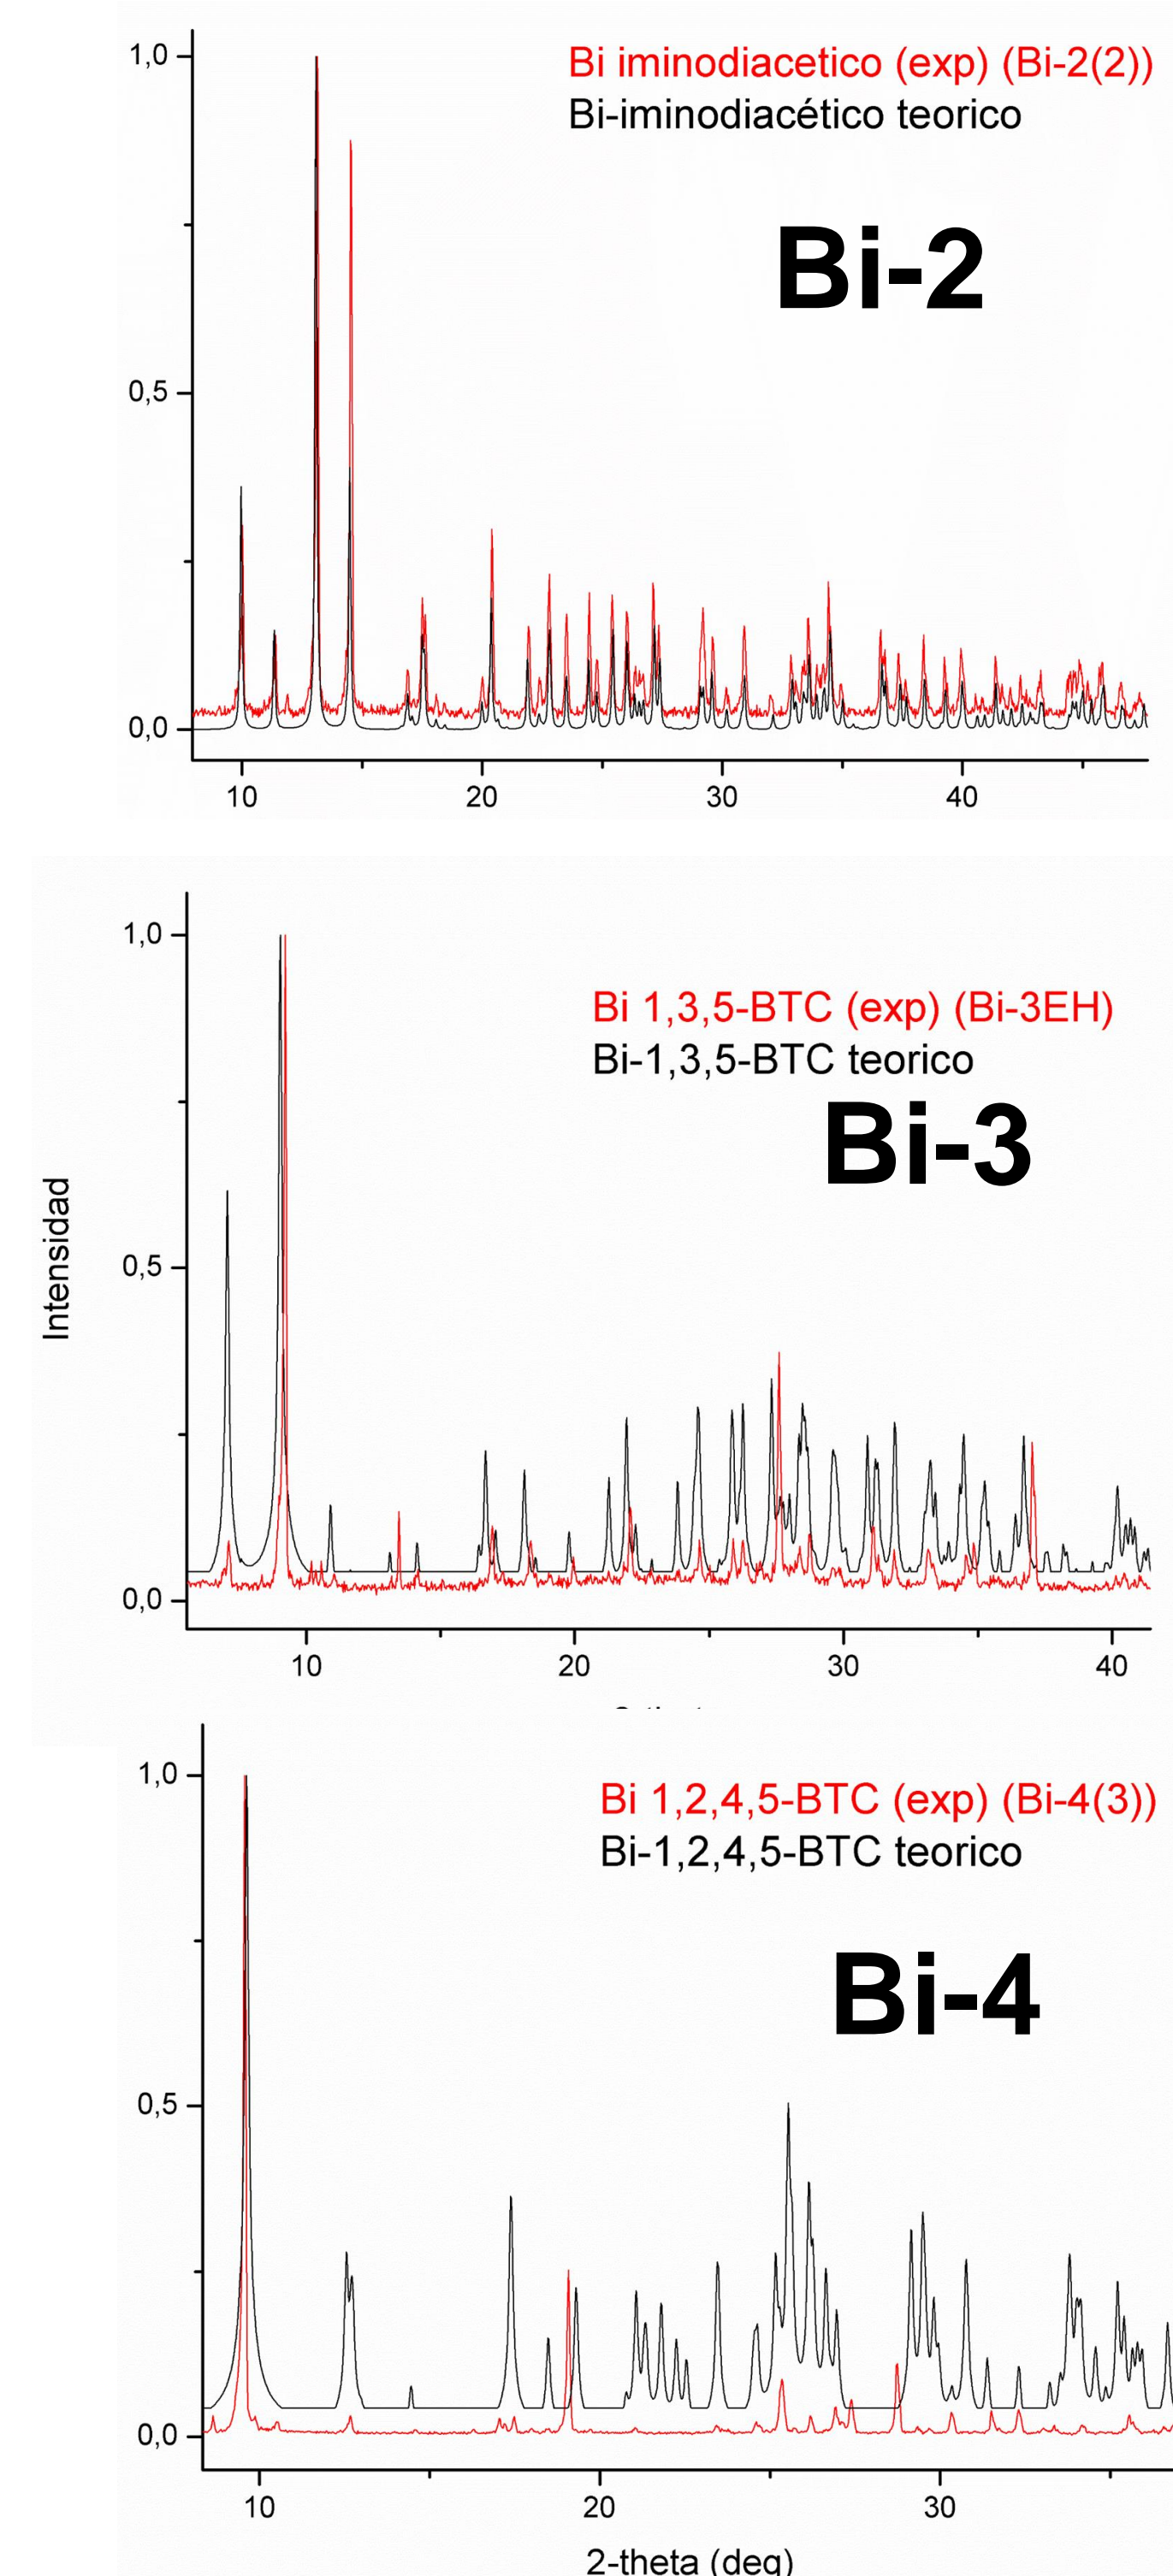 1,0
Bi iminodiacetico (exp) (Bi-2(2))
Bi-iminodiacético teorico
Bi-2
0,5
0,0
10 20 30 40
1,0
Bi 1,3,5-BTC (exp) (Bi-3EH)
Bi-1,3,5-BTC teorico
Bi-3
Intensidad
0,5
0,0
10 20 30 40
1,0
Bi 1,2,4,5-BTC (exp) (Bi-4(3))
Bi-1,2,4,5-BTC teorico
Bi-4
0,5
0,0
10 20 30
2-theta (deg)